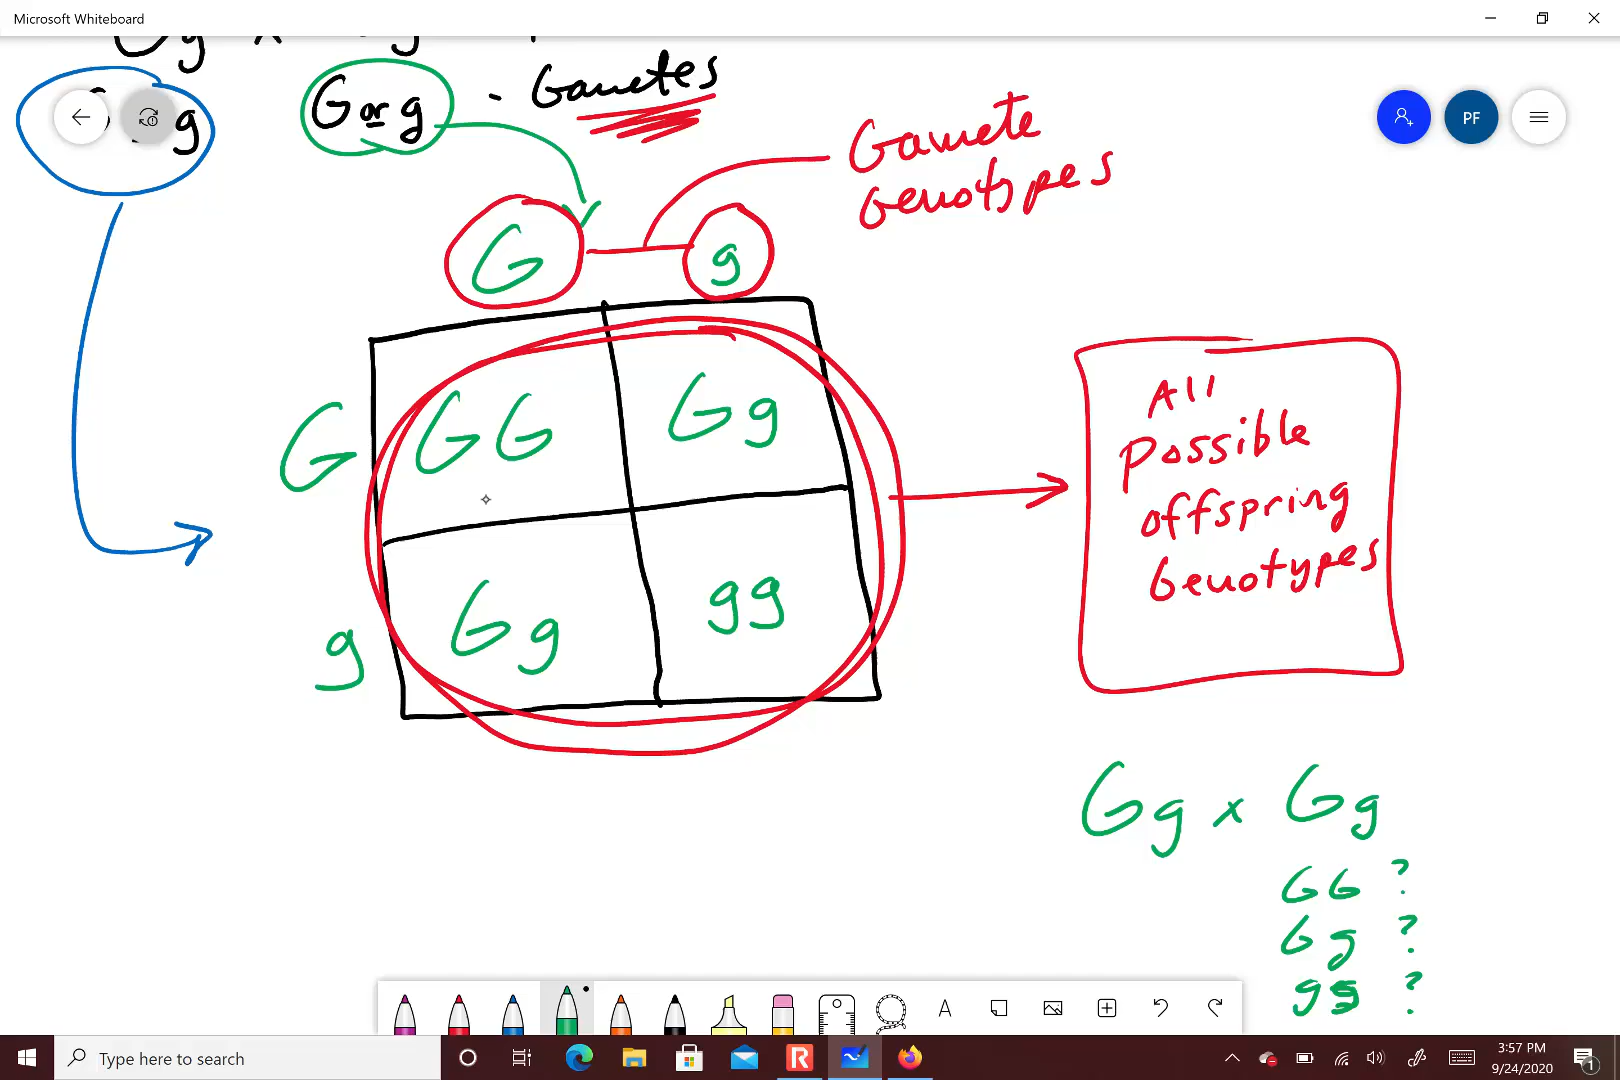 Microsoft Whiteboard
g
G or g - Gametes
Gamete
Genotypes
PF
G g
G GG Gg
g Gg gg
All
Possible
offspring
Genotypes
Gg x Gg
GG ?
Gg ?
gg ?
A
Type here to search
3:57 PM
9/24/2020
1